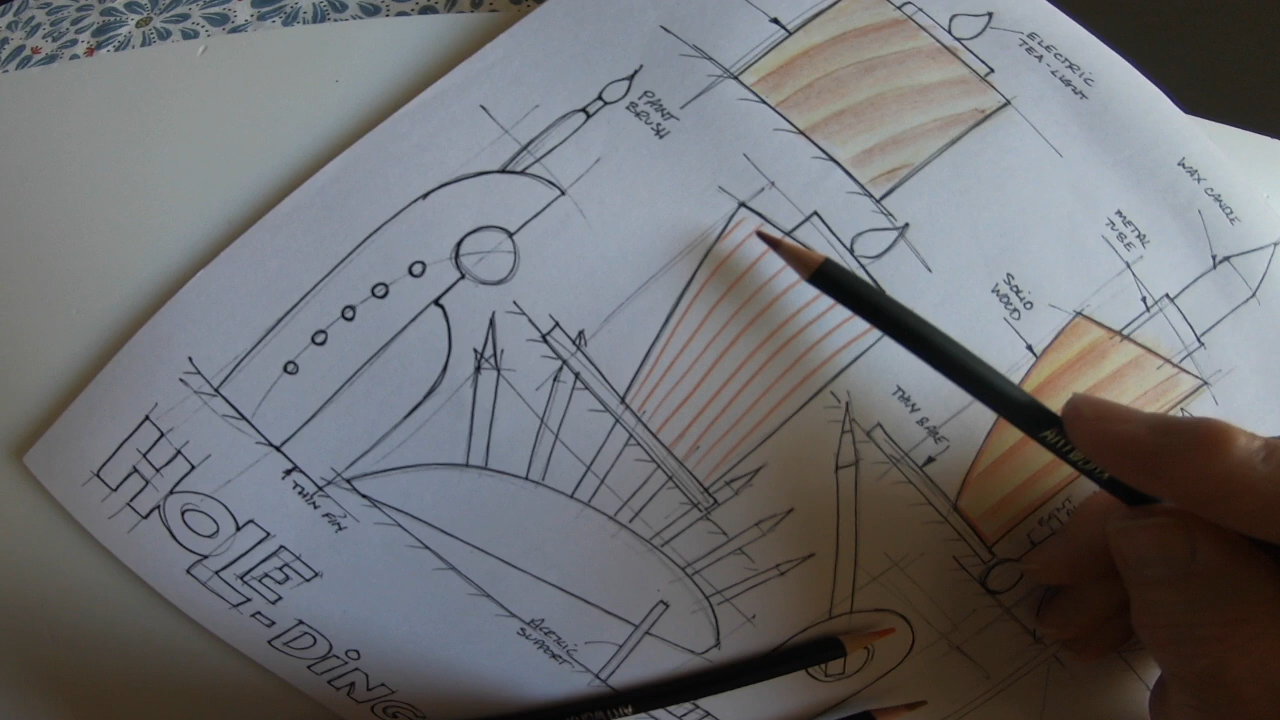 ELECTRIC
TEA-LIGHT
PAINT
BRUSH
WAX CANDLE
METAL
TUBE
SOLID
WOOD
THIN BASE
THIN FIN
ACRYLIC
SUPPORT
HOLE-DING